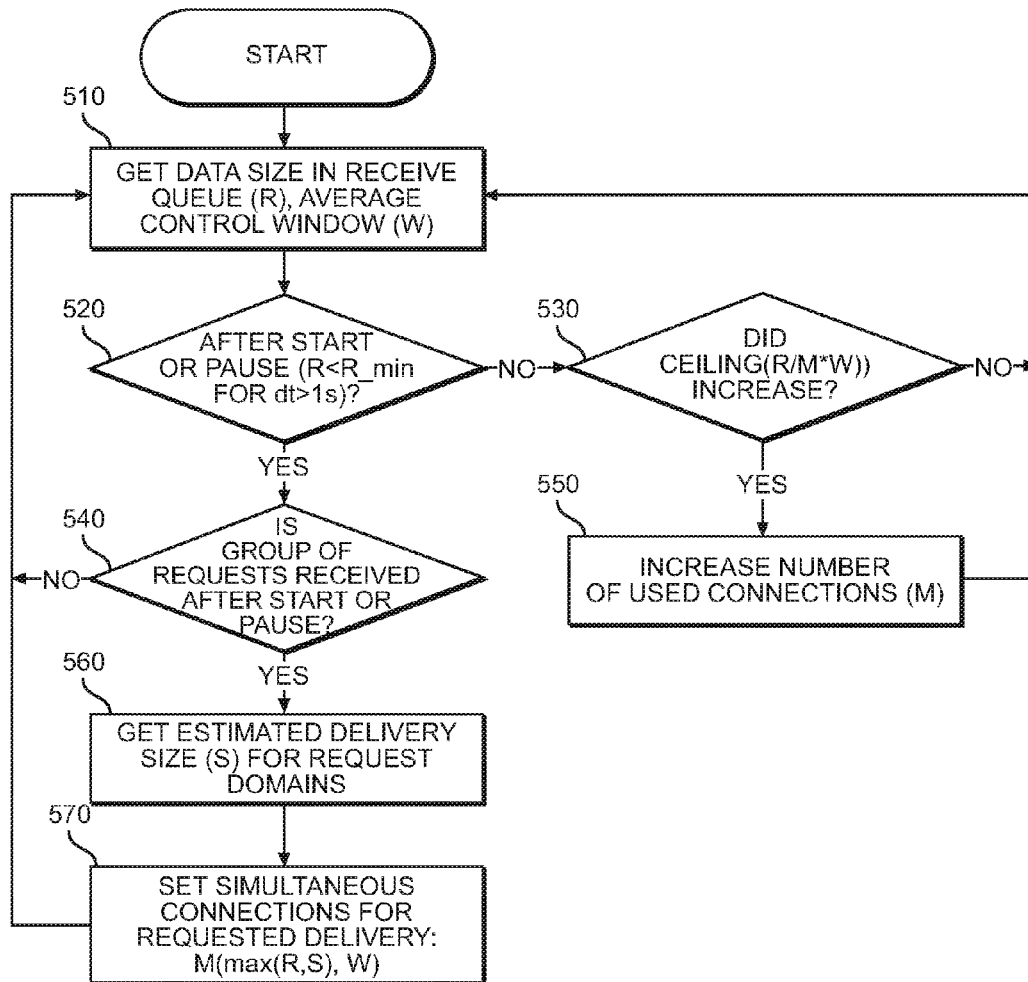 START
510
GET DATA SIZE IN RECEIVE
QUEUE (R), AVERAGE
CONTROL WINDOW (W)
520
AFTER START
OR PAUSE (R<R_min
FOR dt>1s)?
NO
530
DID
CEILING(R/M*W))
INCREASE?
NO
YES
YES
540
IS
GROUP OF
REQUESTS RECEIVED
AFTER START OR
PAUSE?
NO
550
INCREASE NUMBER
OF USED CONNECTIONS (M)
YES
560
GET ESTIMATED DELIVERY
SIZE (S) FOR REQUEST
DOMAINS
570
SET SIMULTANEOUS
CONNECTIONS FOR
REQUESTED DELIVERY:
M(max(R,S), W)